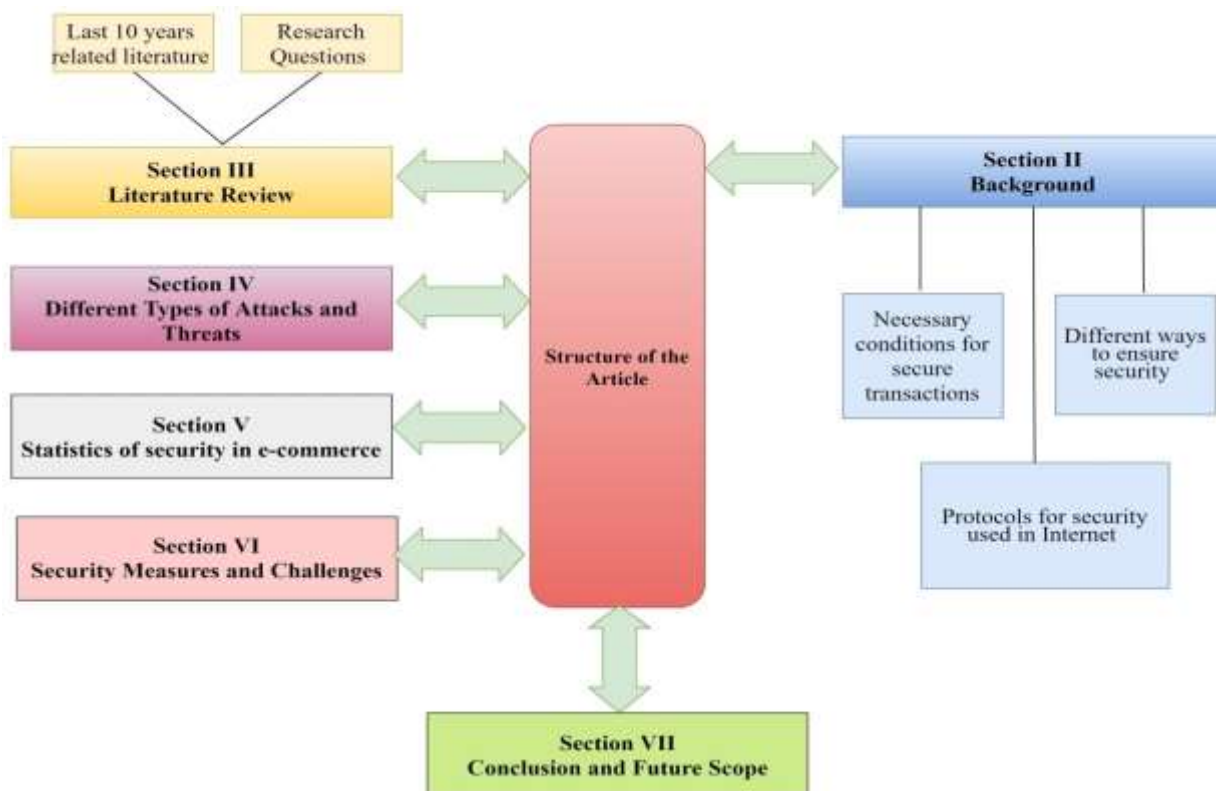 Last 10 years
related literature
Research
Questions
Section III
Literature Review
Section II
Background
Section IV
Different Types of Attacks and
Threats
Necessary
conditions for
secure
transactions
Different ways
to ensure
security
Structure of the
Article
Section V
Statistics of security in e-commerce
Protocols for security
used in Internet
Section VI
Security Measures and Challenges
Section VII
Conclusion and Future Scope